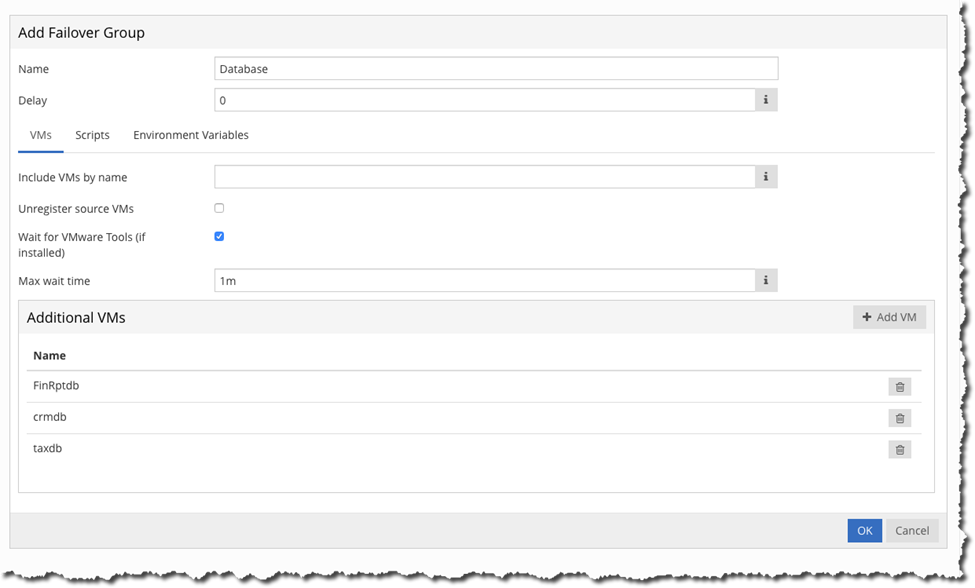 Add Failover Group
Name
Database
Delay
0
i
VMs
Scripts
Environment Variables
Include VMs by name
i
Unregister source VMs
Wait for VMware Tools (if
installed)
Max wait time
1m
i
Additional VMs
+ Add VM
Name
FinRptdb
crmdb
taxdb
OK
Cancel